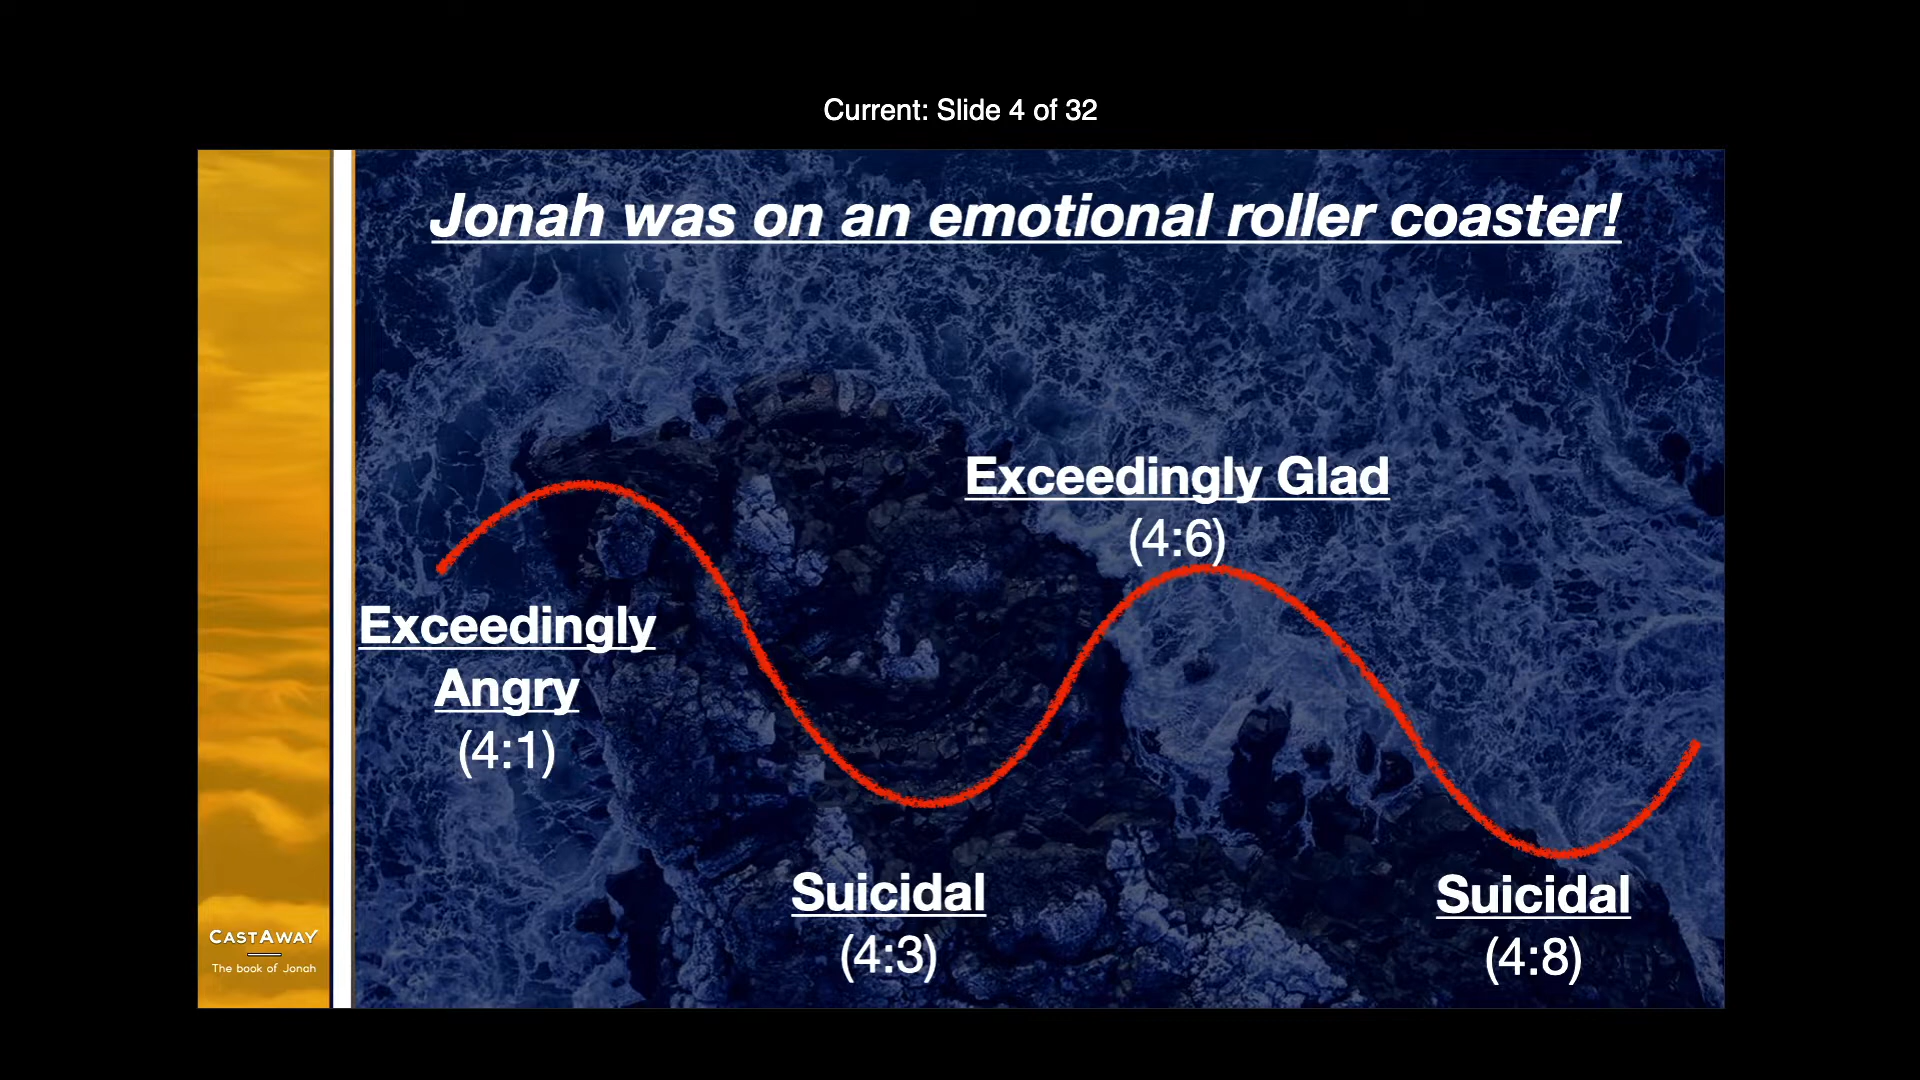 Current: Slide 4 of 32
Jonah was on an emotional roller coaster!
Exceedingly Glad
(4:6)
Exceedingly
Angry
(4:1)
Suicidal
(4:3)
Suicidal
(4:8)
CASTAWAY
The book of Jonah